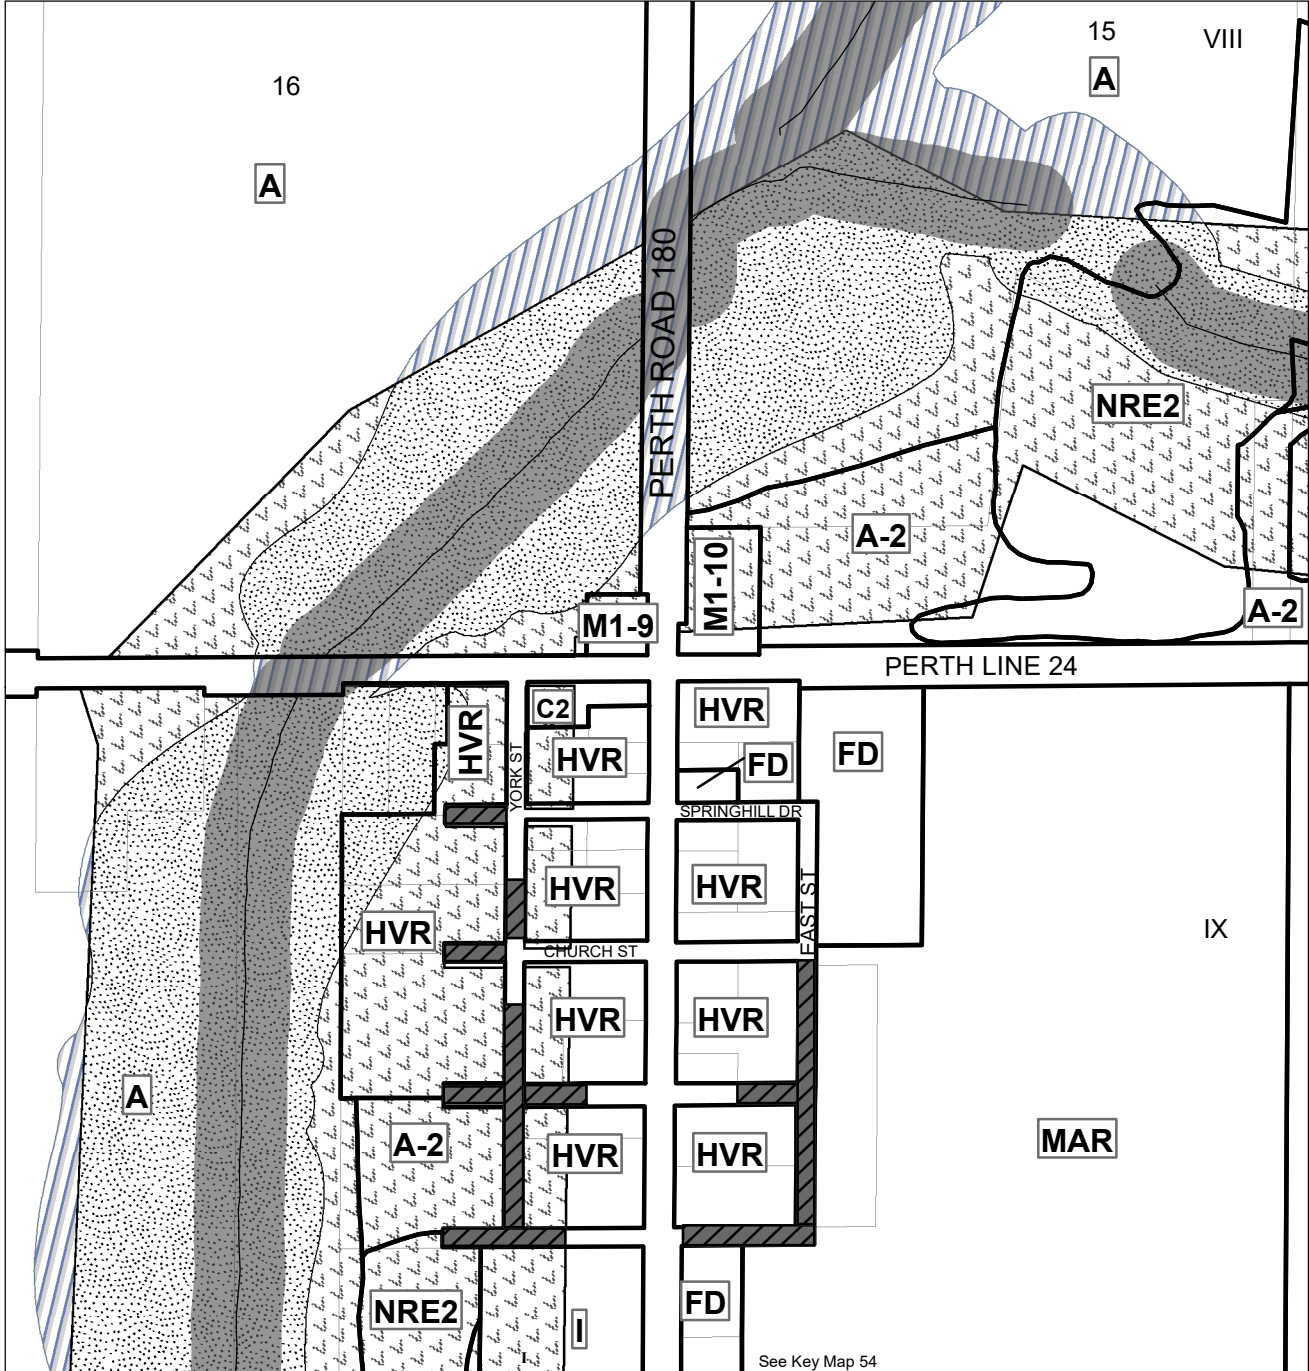 15
VIII
A
16
A
PERTH ROAD 180
NRE2
A-2
M1-10
M1-9
A-2
PERTH LINE 24
HVR
C2
HVR
YORK ST
HVR
FD
FD
SPRINGHILL DR
HVR
HVR
EAST ST
HVR
CHURCH ST
IX
HVR
HVR
A
A-2
HVR
HVR
MAR
NRE2
I
FD
I
See Key Map 54